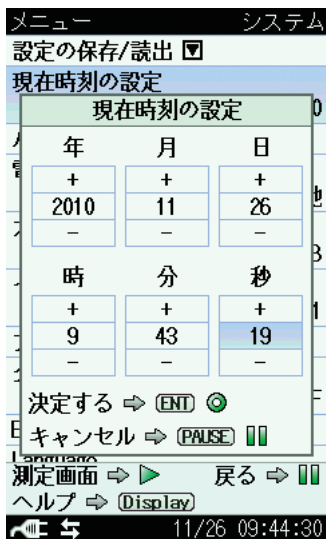 メニュー システム
設定の保存/読出 ▼
現在時刻の設定
現在時刻の設定
年 月 日
+ + +
2010 11 26
− − −
時 分 秒
+ + +
9 43 19
− − −
決定する ⇨ ENT
キャンセル ⇨ PAUSE
Language
測定画面 ⇨ 戻る ⇨
ヘルプ ⇨ Display
11/26 09:44:30